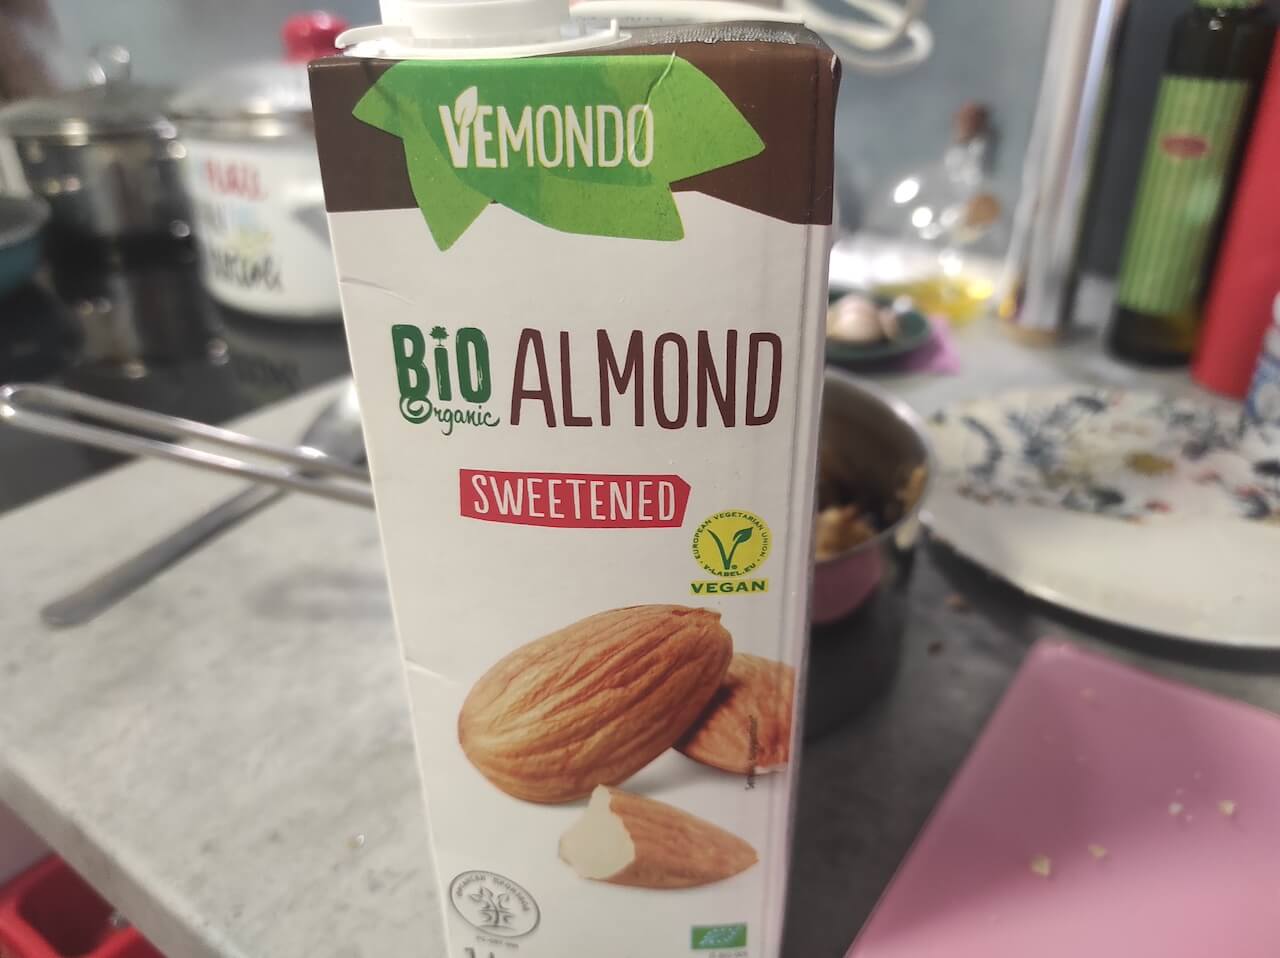 VEMONDO
BIO
Organic
ALMOND
SWEETENED
EUROPEAN VEGETARIAN UNION
V-LABEL.EU
VEGAN